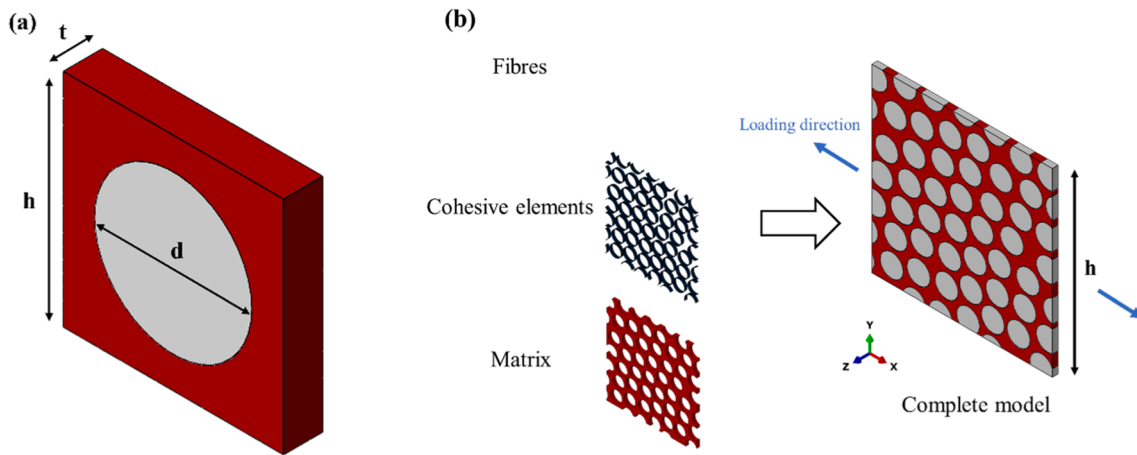 (a)
t
h
d
(b)
Fibres
Cohesive elements
Matrix
Loading direction
h
Y
Z
X
Complete model